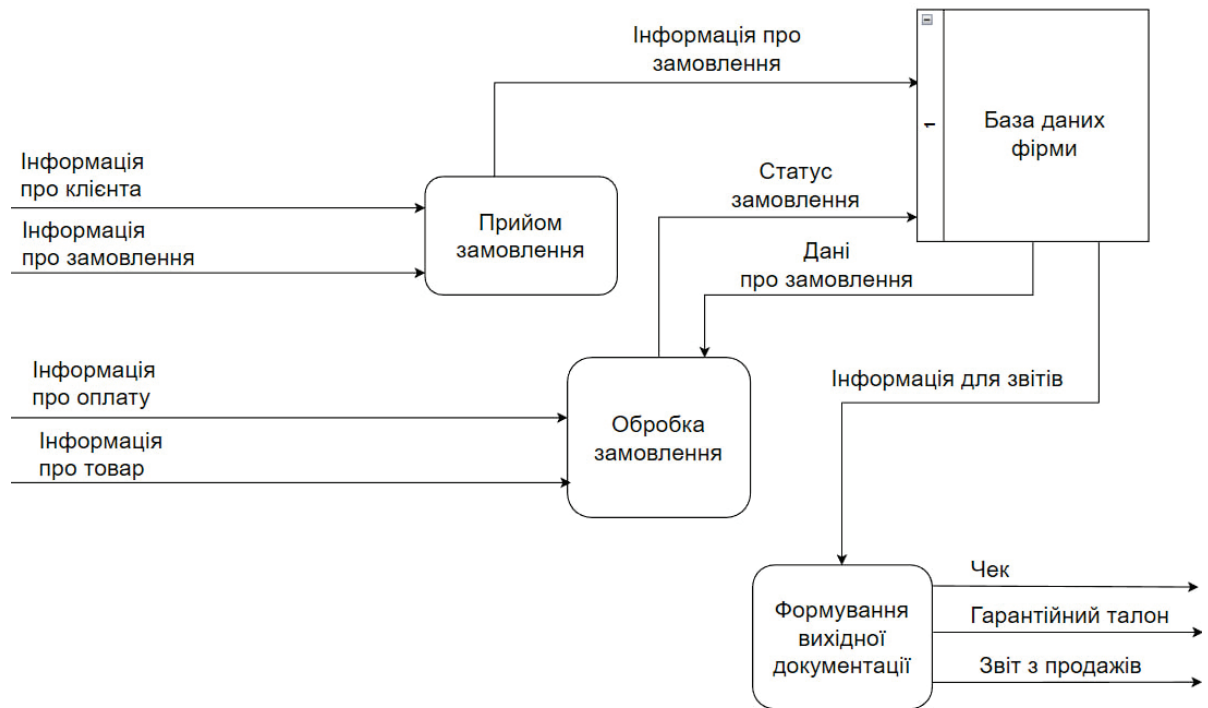 Інформація про
замовлення
1
База даних
фірми
Інформація
про клієнта
Інформація
про замовлення
Прийом
замовлення
Статус
замовлення
Дані
про замовлення
Інформація
про оплату
Інформація
про товар
Обробка
замовлення
Інформація для звітів
Формування
вихідної
документації
Чек
Гарантійний талон
Звіт з продажів